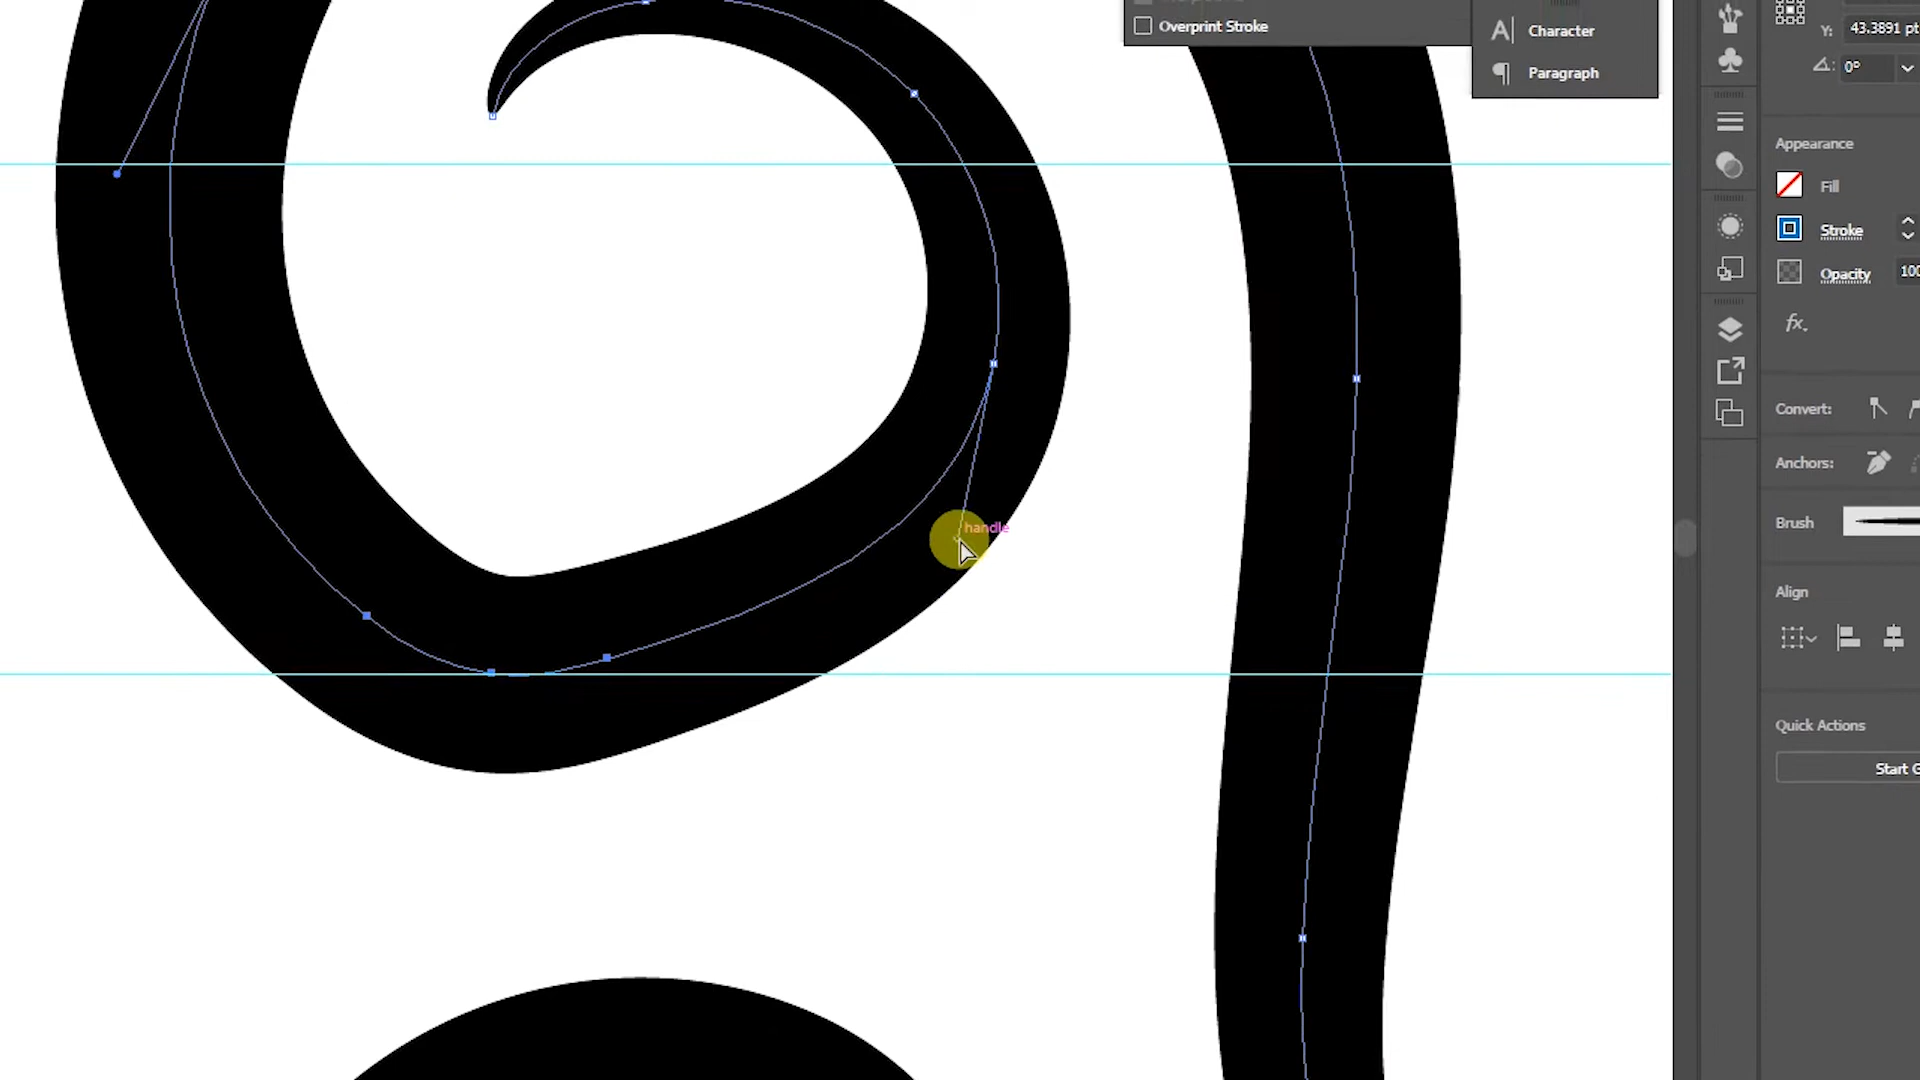 Overprint Stroke
Character
Paragraph
Y: 43.3891 pt
0°
Appearance
Fill
Stroke
Opacity 100
fx.
Convert:
Anchors:
handle
Brush
Align
Quick Actions
Start G